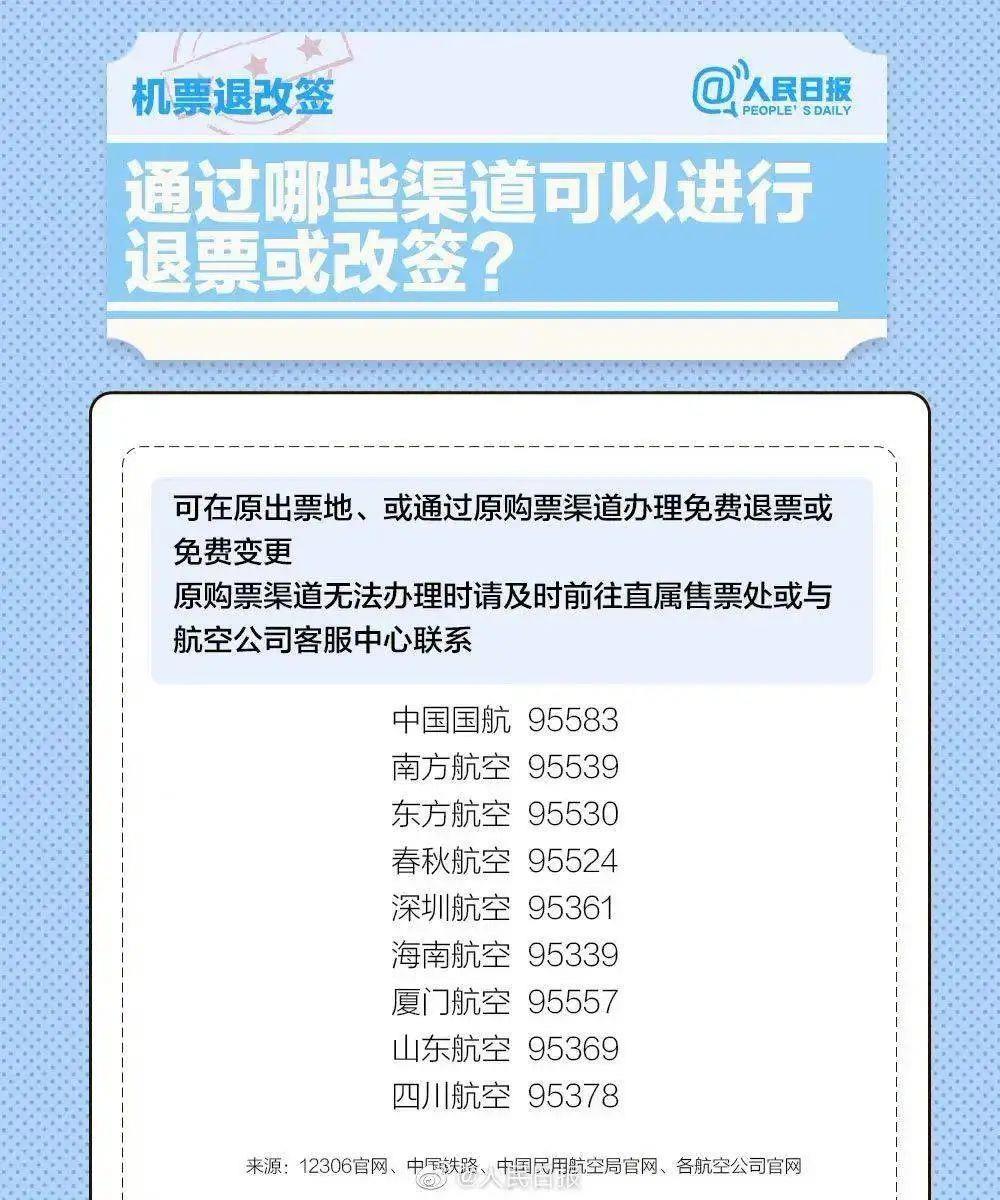 机票退改签
@人民日报
PEOPLE'S DAILY
通过哪些渠道可以进行
退票或改签?
可在原出票地、或通过原购票渠道办理免费退票或
免费变更
原购票渠道无法办理时请及时前往直属售票处或与
航空公司客服中心联系
中国国航 95583
南方航空 95539
东方航空 95530
春秋航空 95524
深圳航空 95361
海南航空 95339
厦门航空 95557
山东航空 95369
四川航空 95378
来源：12306官网、中国铁路、中国民用航空局官网、各航空公司官网
@人民日报